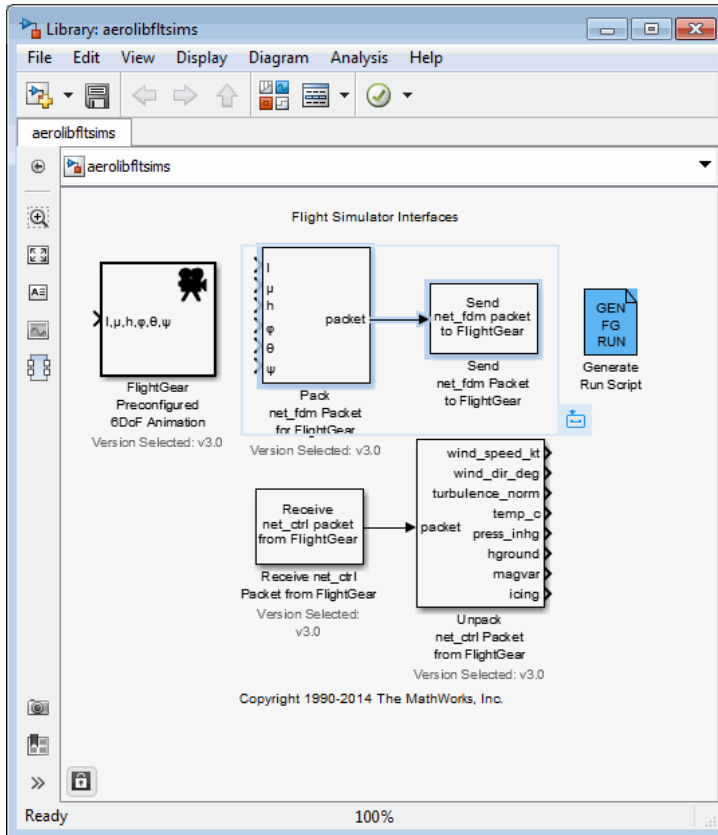 Library: aerolibfltsims
File Edit View Display Diagram Analysis Help
aerolibfltsims
aerolibfltsims
Flight Simulator Interfaces
l,μ,h,φ,θ,ψ
FlightGear
Preconfigured
6DoF Animation
Version Selected: v3.0
l
μ
h
φ
θ
ψ
packet
Pack
net_fdm Packet
for FlightGear
Version Selected: v3.0
Send
net_fdm packet
to FlightGear
Send
net_fdm Packet
to FlightGear
GEN
FG
RUN
Generate
Run Script
Receive
net_ctrl packet
from FlightGear
Receive net_ctrl
Packet from FlightGear
Version Selected:
v3.0
packet
wind_speed_kt
wind_dir_deg
turbulence_norm
temp_c
press_inhg
hground
magvar
icing
Unpack
net_ctrl Packet
from FlightGear
Version Selected: v3.0
Copyright 1990-2014 The MathWorks, Inc.
Ready 100%